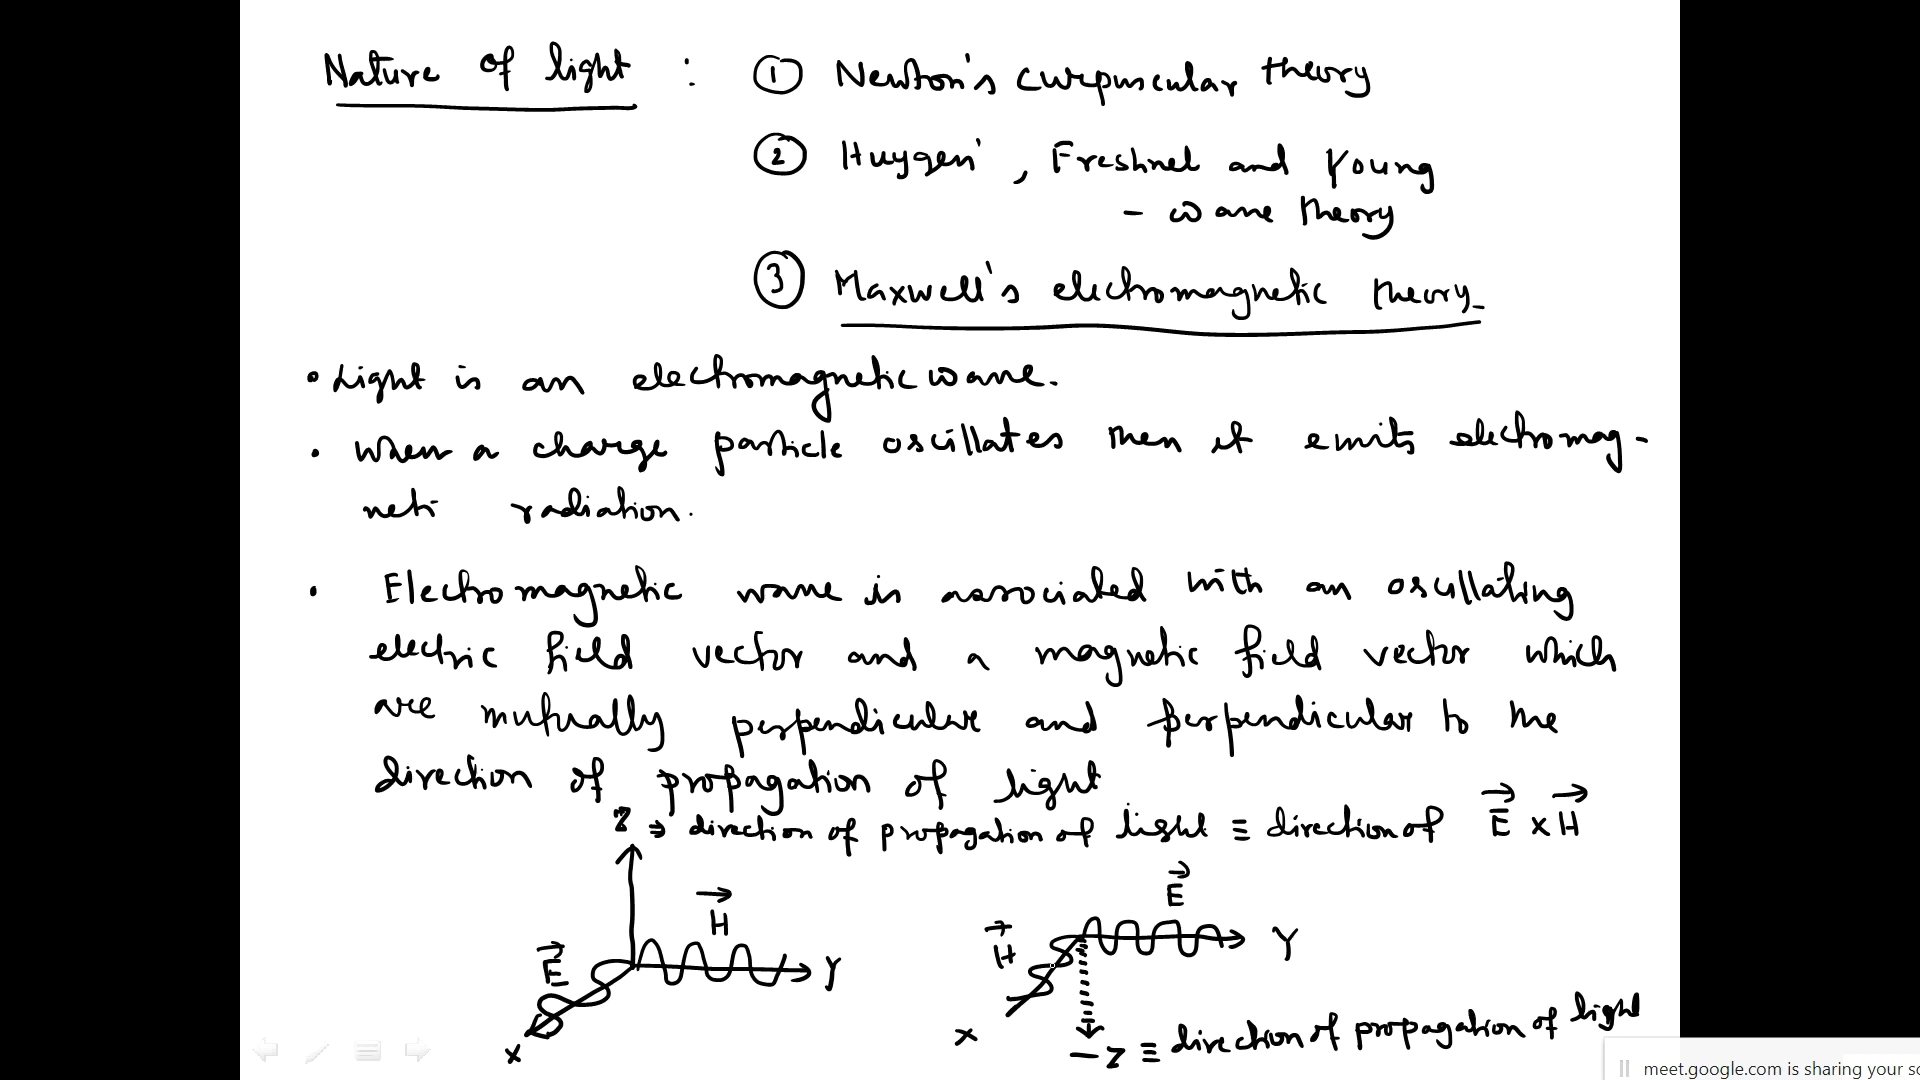 Nature of light : ① Newton's curpuscular theory
② Huygen', Freshnel and Young
- wave theory
③ Maxwell's electromagnetic theory.
• Light is an electromagnetic wave.
• When a charge particle oscillates then it emits electromag-
netic radiation.
• Electromagnetic wave is associated with an oscillating
electric field vector and a magnetic field vector which
are mutually perpendicular and perpendicular to the
direction of propagation of light
Z ⇒ direction of propagation of light ≡ direction of E⃗ × H⃗
E⃗ H⃗ Y X
H⃗ E⃗ Y X
-Z ≡ direction of propagation of light
meet.google.com is sharing your sc